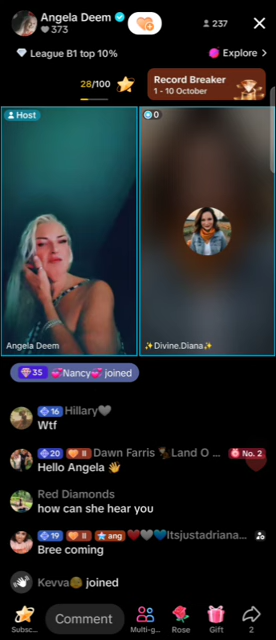 Angela Deem
373
237
League B1 top 10%
Explore >
28/100
Record Breaker
1 - 10 October
Host
0
Angela Deem
✨Divine.Diana✨
35 💞Nancy💞 joined
16 Hillary🩶
Wtf
20 II Dawn Farris 🐎Land O ... No. 2
Hello Angela 👋
Red Diamonds
how can she hear you
19 II ang ❤️🩶💙Itsjustadriana...
Bree coming
Kevva joined
Subsc...
Comment
Multi-g...
Rose
Gift
2